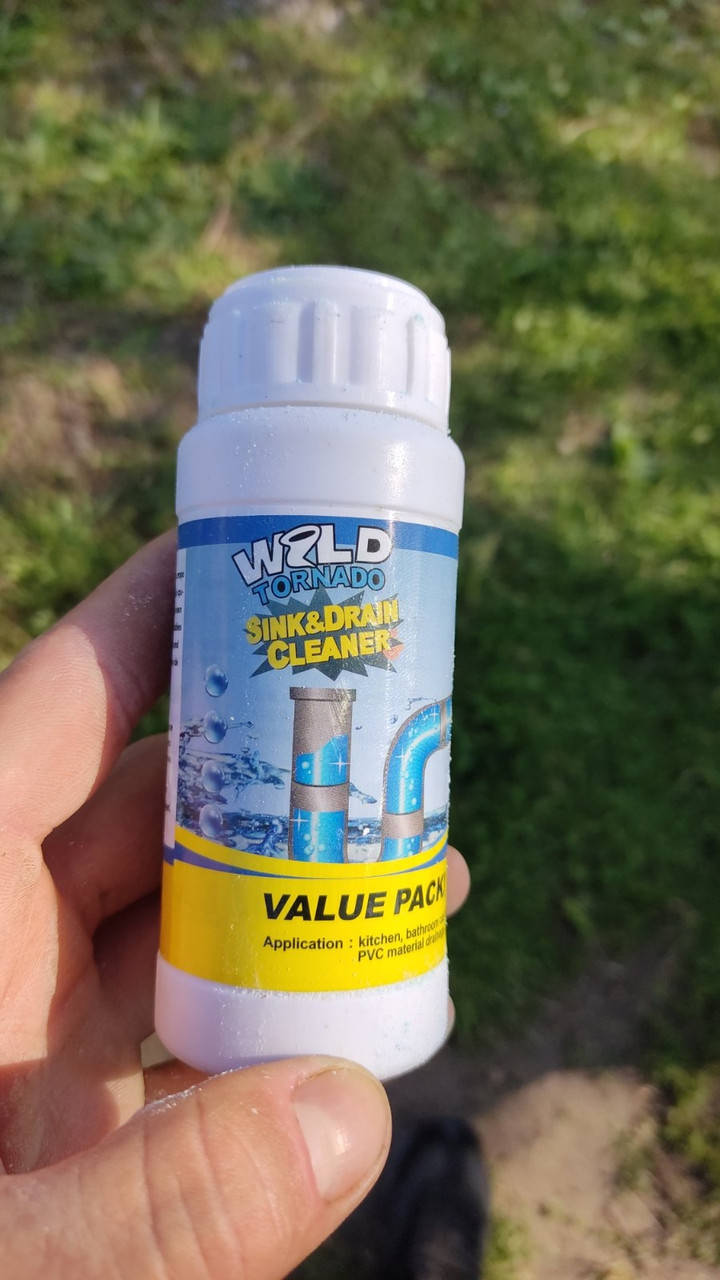 WILD
TORNADO
SINK&DRAIN
CLEANER
VALUE PACK
Application : kitchen, bathroom
PVC material